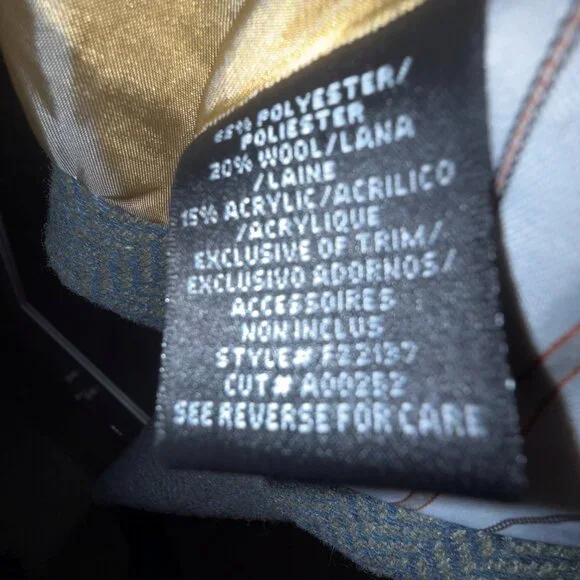 65% POLYESTER/
POLIESTER
20% WOOL/LANA
/LAINE
15% ACRYLIC/ACRILICO
/ACRYLIQUE
EXCLUSIVE OF TRIM/
EXCLUSIVO ADORNOS/
ACCESSOIRES
NON INCLUS
STYLE# F22137
CUT# A00252
SEE REVERSE FOR CARE